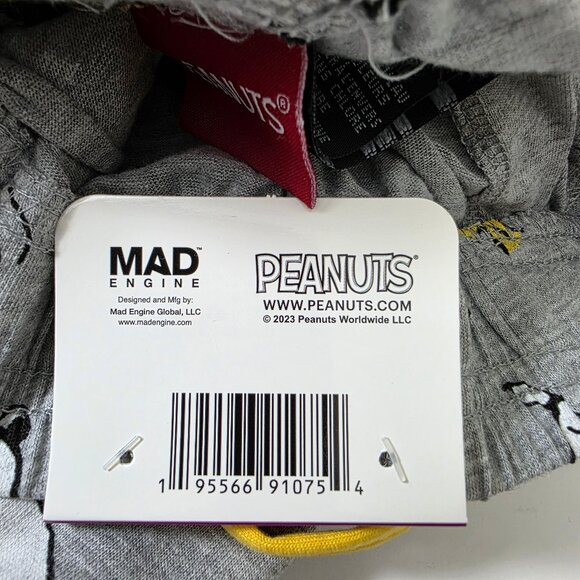 PEANUTS®
MAD™
ENGINE
Designed and Mfg by:
Mad Engine Global, LLC
www.madengine.com
PEANUTS®
WWW.PEANUTS.COM
© 2023 Peanuts Worldwide LLC
1 95566 91075 4